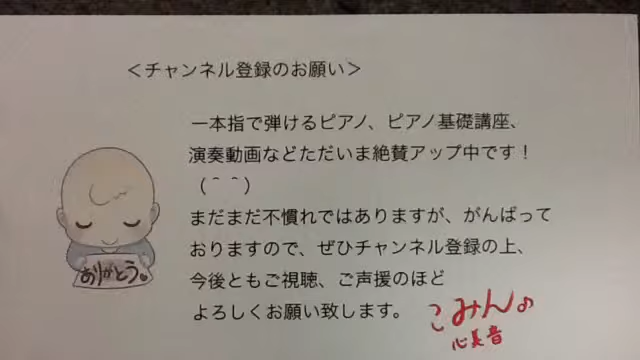 ＜チャンネル登録のお願い＞
一本指で弾けるピアノ、ピアノ基礎講座、
演奏動画などただいま絶賛アップ中です！
（＾＾）
まだまだ不慣れではありますが、がんばって
おりますので、ぜひチャンネル登録の上、
今後ともご視聴、ご声援のほど
よろしくお願い致します。
ありがとう。
こみん♪
心美音